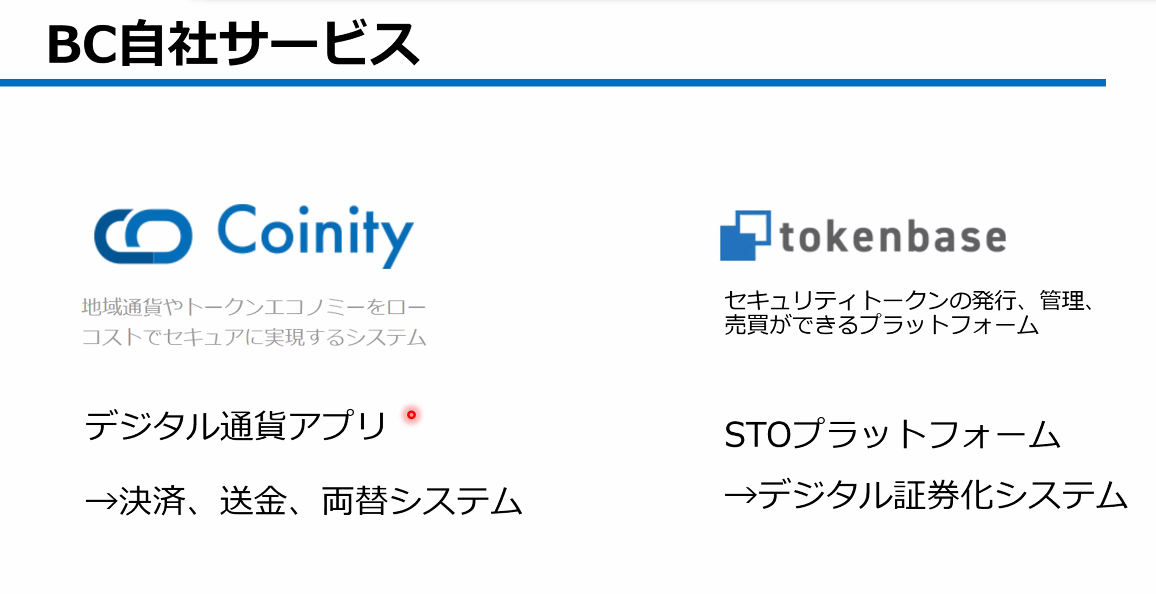 BC自社サービス
Coinity
地域通貨やトークンエコノミーをロー
コストでセキュアに実現するシステム
デジタル通貨アプリ
→決済、送金、両替システム
tokenbase
セキュリティトークンの発行、管理、
売買ができるプラットフォーム
STOプラットフォーム
→デジタル証券化システム